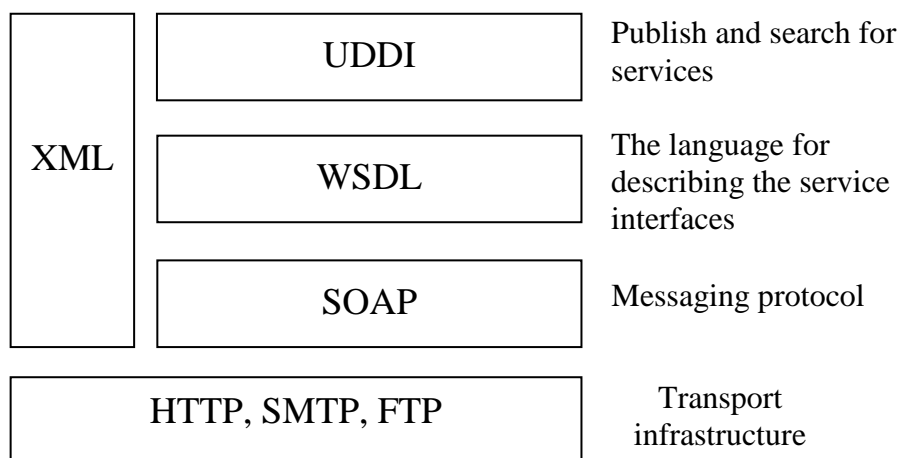 XML
UDDI
Publish and search for
services
WSDL
The language for
describing the service
interfaces
SOAP
Messaging protocol
HTTP, SMTP, FTP
Transport
infrastructure